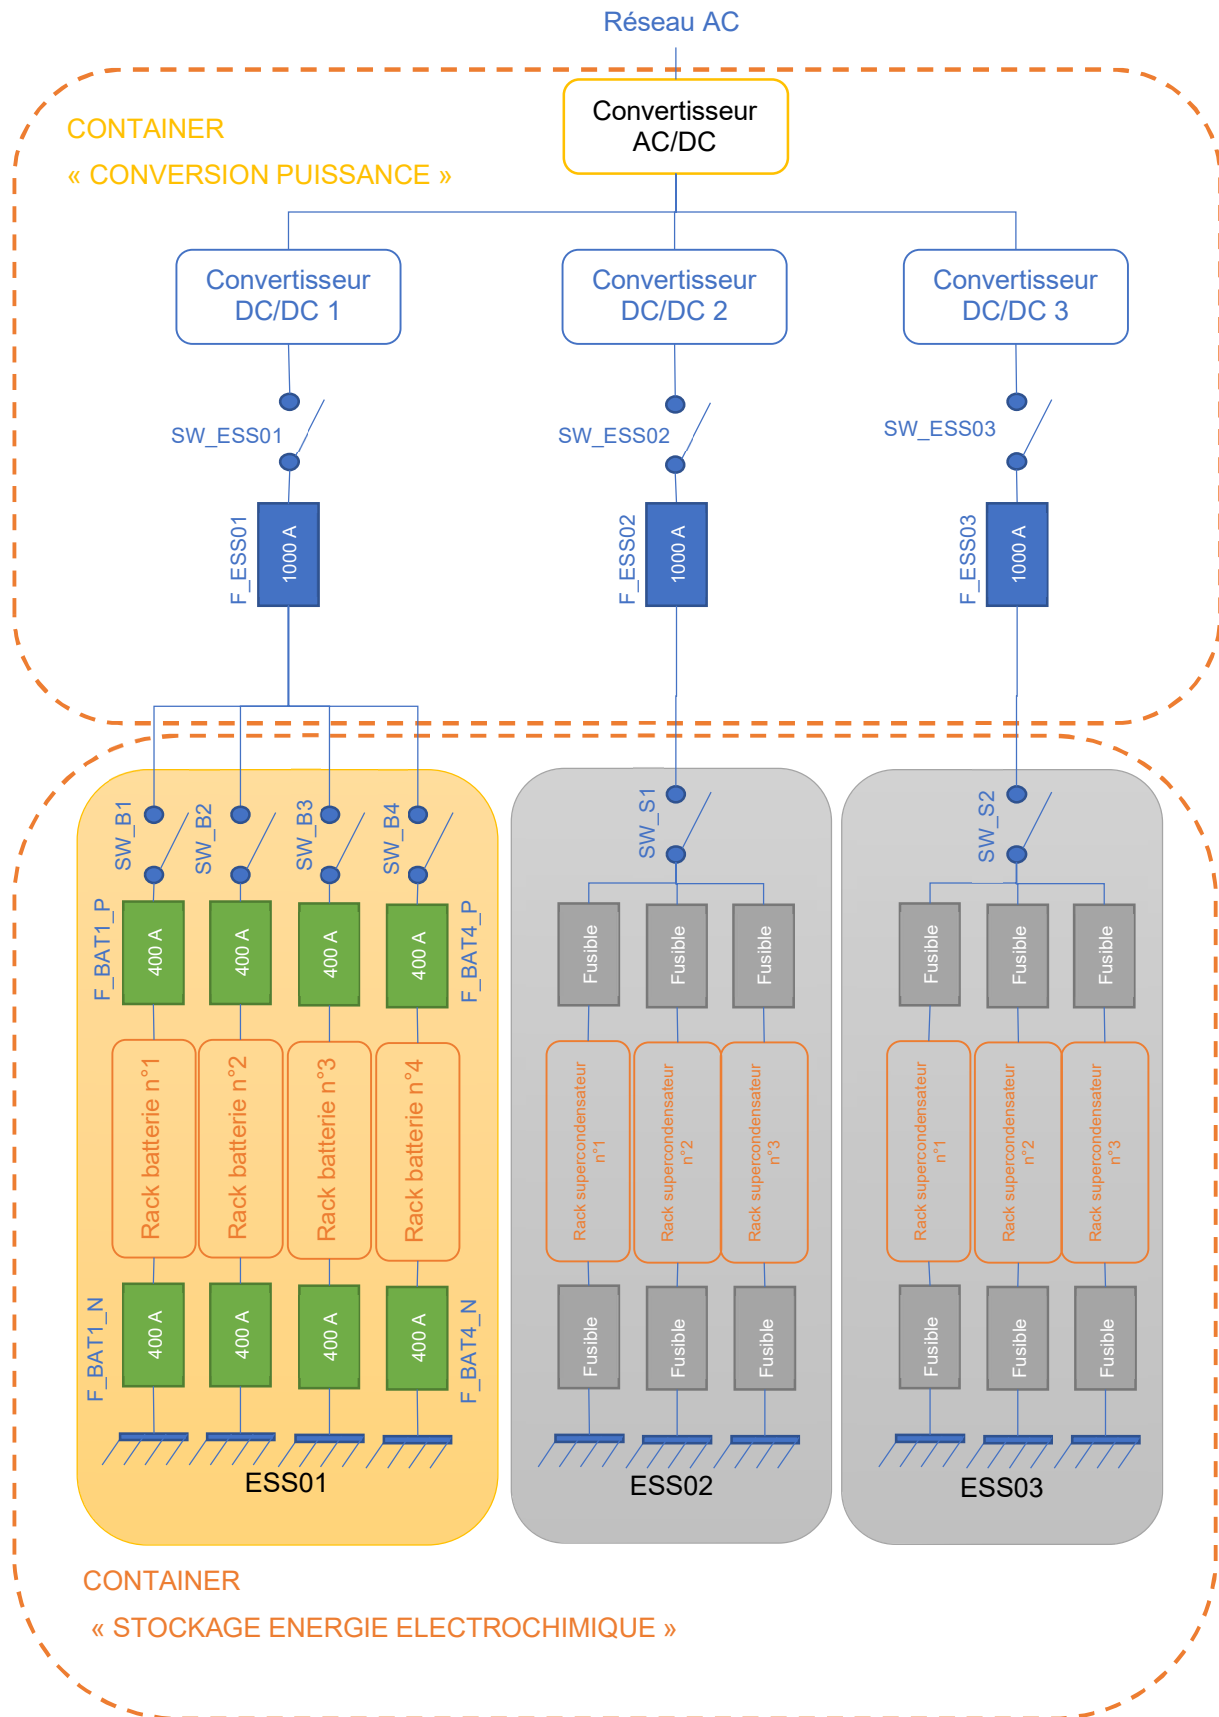 Réseau AC
Convertisseur
AC/DC
CONTAINER
« CONVERSION PUISSANCE »
Convertisseur
DC/DC 1
Convertisseur
DC/DC 2
Convertisseur
DC/DC 3
SW_ESS01
SW_ESS02
SW_ESS03
F_ESS01
1000 A
F_ESS02
1000 A
F_ESS03
1000 A
SW_B1
SW_B2
SW_B3
SW_B4
SW_S1
SW_S2
F_BAT1_P
400 A
400 A
400 A
400 A
F_BAT4_P
Fusible
Fusible
Fusible
Fusible
Fusible
Fusible
Rack batterie n°1
Rack batterie n°2
Rack batterie n°3
Rack batterie n°4
Rack supercondensateur
n°1
Rack supercondensateur
n°2
Rack supercondensateur
n°3
Rack supercondensateur
n°1
Rack supercondensateur
n°2
Rack supercondensateur
n°3
F_BAT1_N
400 A
400 A
400 A
400 A
F_BAT4_N
Fusible
Fusible
Fusible
Fusible
Fusible
Fusible
ESS01
ESS02
ESS03
CONTAINER
« STOCKAGE ENERGIE ELECTROCHIMIQUE »